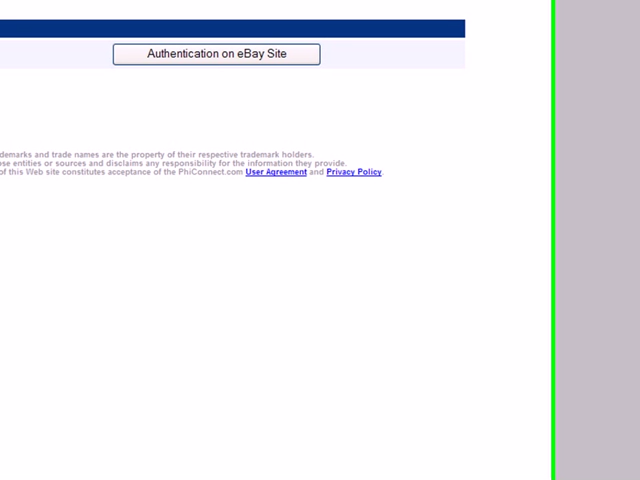 Authentication on eBay Site
demarks and trade names are the property of their respective trademark holders.
se entities or sources and disclaims any responsibility for the information they provide.
of this Web site constitutes acceptance of the PhiConnect.com User Agreement and Privacy Policy.